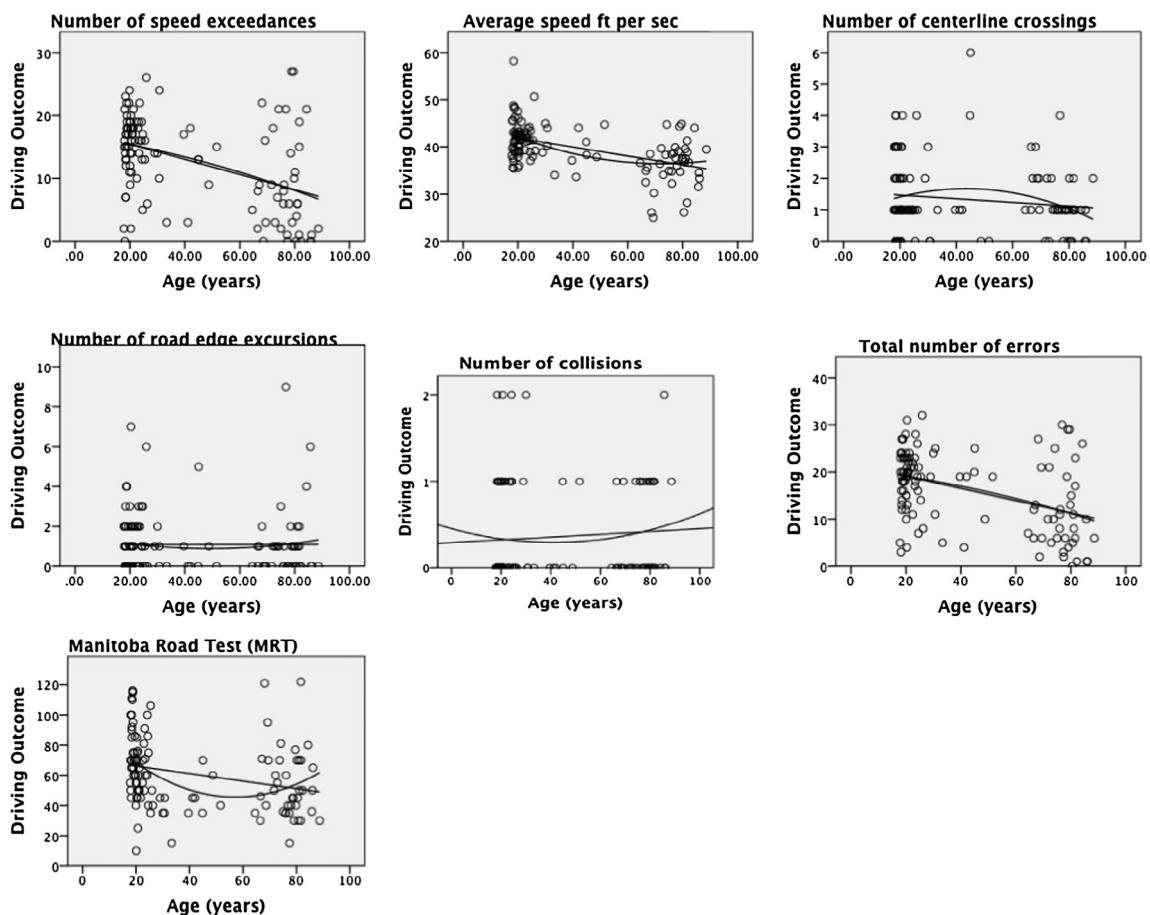 Number of speed exceedances
Driving Outcome
30
20
10
0
.00 20.00 40.00 60.00 80.00 100.00
Age (years)
Average speed ft per sec
Driving Outcome
60
50
40
30
20
.00 20.00 40.00 60.00 80.00 100.00
Age (years)
Number of centerline crossings
Driving Outcome
6
5
4
3
2
1
0
.00 20.00 40.00 60.00 80.00 100.00
Age (years)
Number of road edge excursions
Driving Outcome
10
8
6
4
2
0
.00 20.00 40.00 60.00 80.00 100.00
Age (years)
Number of collisions
Driving Outcome
2
1
0
0 20 40 60 80 100
Age (years)
Total number of errors
Driving Outcome
40
30
20
10
0
0 20 40 60 80 100
Age (years)
Manitoba Road Test (MRT)
Driving Outcome
120
100
80
60
40
20
0
0 20 40 60 80 100
Age (years)